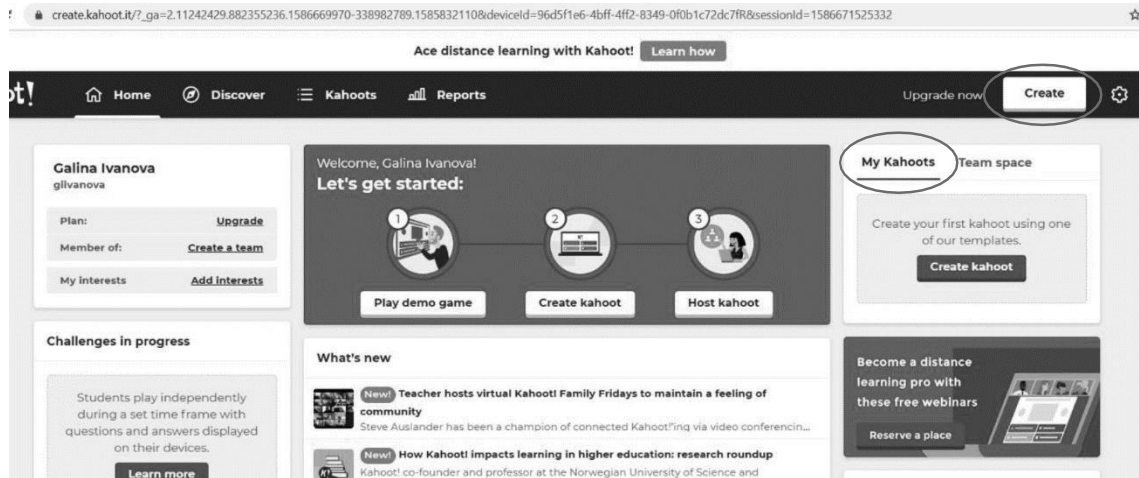 create.kahoot.it/?_ga=2.11242429.882355236.1586669970-338982789.1585832110&deviceId=96d5f1e6-4bff-4ff2-8349-0f0b1c72dc7fR&sessionId=1586671525332
Ace distance learning with Kahoot! Learn how
ot! Home Discover Kahoots Reports Upgrade now Create
Galina Ivanova
glivanova
Plan: Upgrade
Member of: Create a team
My interests Add interests
Challenges in progress
Students play independently
during a set time frame with
questions and answers displayed
on their devices.
Learn more
Welcome, Galina Ivanova!
Let's get started:
1 2 3
Play demo game Create kahoot Host kahoot
What's new
New! Teacher hosts virtual Kahoot! Family Fridays to maintain a feeling of
community
Steve Auslander has been a champion of connected Kahoot!'ing via video conferencin...
New! How Kahoot! impacts learning in higher education: research roundup
Kahoot! co-founder and professor at the Norwegian University of Science and
My Kahoots Team space
Create your first kahoot using one
of our templates.
Create kahoot
Become a distance
learning pro with
these free webinars
Reserve a place